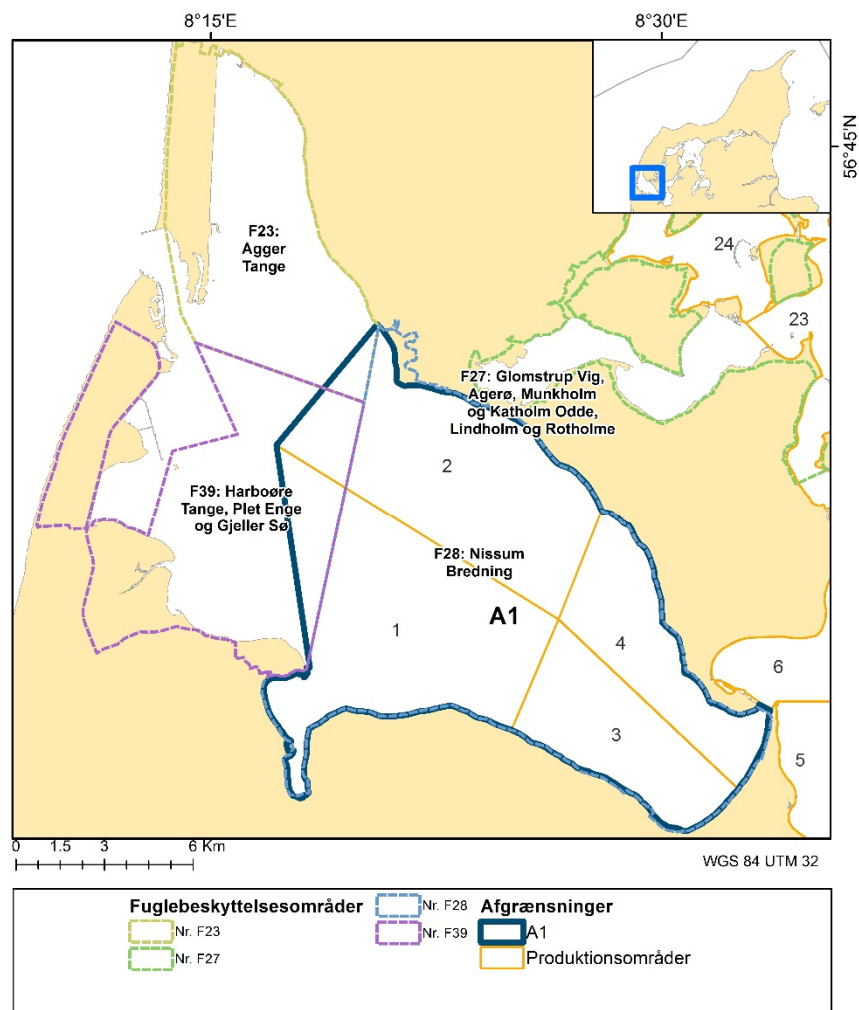 8°15'E
8°30'E
56°45'N
F23:
Agger
Tange
24
23
F27: Glomstrup Vig,
Agerø, Munkholm
og Katholm Odde,
Lindholm og Rotholme
2
F39: Harboøre
Tange, Plet Enge
og Gjeller Sø
F28: Nissum
Bredning
A1
1
4
6
3
5
0 1.5 3 6 Km
WGS 84 UTM 32
Fuglebeskyttelsesområder
Nr. F23
Nr. F27
Nr. F28
Nr. F39
Afgrænsninger
A1
Produktionsområder